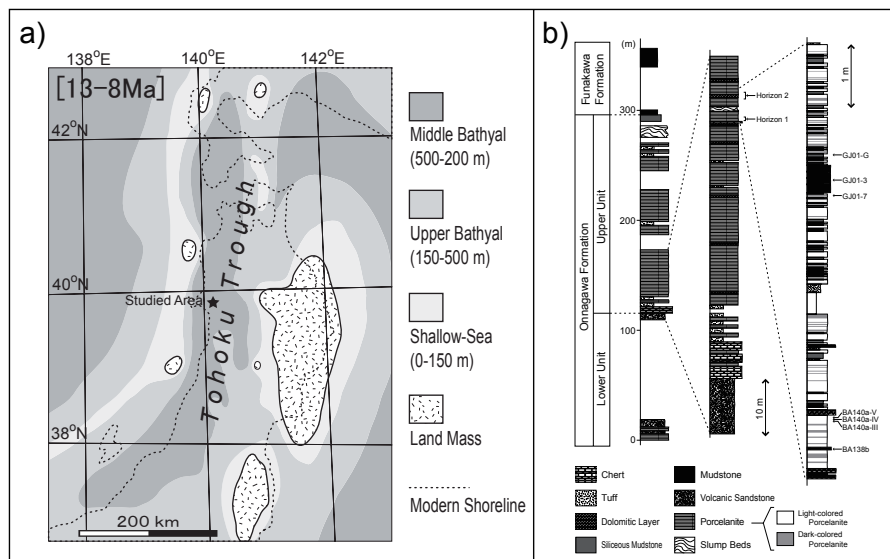 a)
138°E
140°E
142°E
[13-8Ma]
42°N
40°N
38°N
Studied Area
Tohoku Trough
200 km
Middle Bathyal
(500-200 m)
Upper Bathyal
(150-500 m)
Shallow-Sea
(0-150 m)
Land Mass
Modern Shoreline
b)
(m)
300
200
100
0
Funakawa
Formation
Onnagawa Formation
Upper Unit
Lower Unit
Horizon 2
Horizon 1
10 m
1 m
GJ01-G
GJ01-3
GJ01-7
BA140a-V
BA140a-IV
BA140a-III
BA138b
Chert
Tuff
Dolomitic Layer
Siliceous Mudstone
Mudstone
Volcanic Sandstone
Porcelanite
Slump Beds
Light-colored
Porcelanite
Dark-colored
Porcelanite